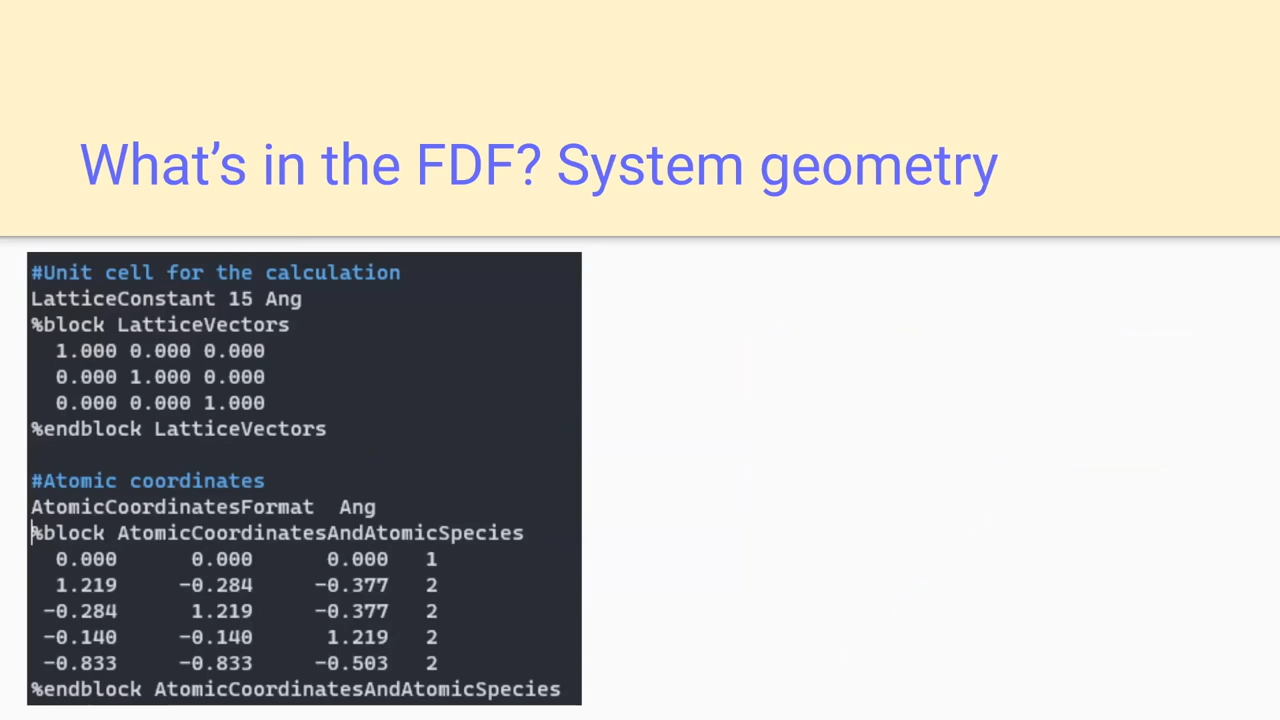 What’s in the FDF? System geometry
#Unit cell for the calculation
LatticeConstant 15 Ang
%block LatticeVectors
1.000 0.000 0.000
0.000 1.000 0.000
0.000 0.000 1.000
%endblock LatticeVectors
#Atomic coordinates
AtomicCoordinatesFormat Ang
%block AtomicCoordinatesAndAtomicSpecies
0.000 0.000 0.000 1
1.219 -0.284 -0.377 2
-0.284 1.219 -0.377 2
-0.140 -0.140 1.219 2
-0.833 -0.833 -0.503 2
%endblock AtomicCoordinatesAndAtomicSpecies